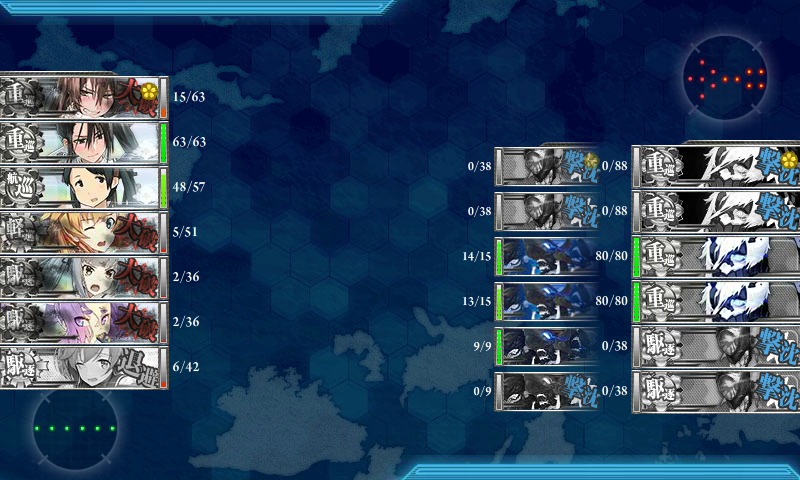 重巡 大破 15/63
重巡 63/63
航巡 48/57
軽巡 大破 5/51
駆逐 大破 2/36
駆逐 大破 2/36
駆逐 退避 6/42
0/38 撃沈
0/38 撃沈
14/15
13/15
9/9
0/9 撃沈
0/88 重巡 撃沈
0/88 重巡 撃沈
80/80 重巡
80/80 重巡
0/38 駆逐 撃沈
0/38 駆逐 撃沈